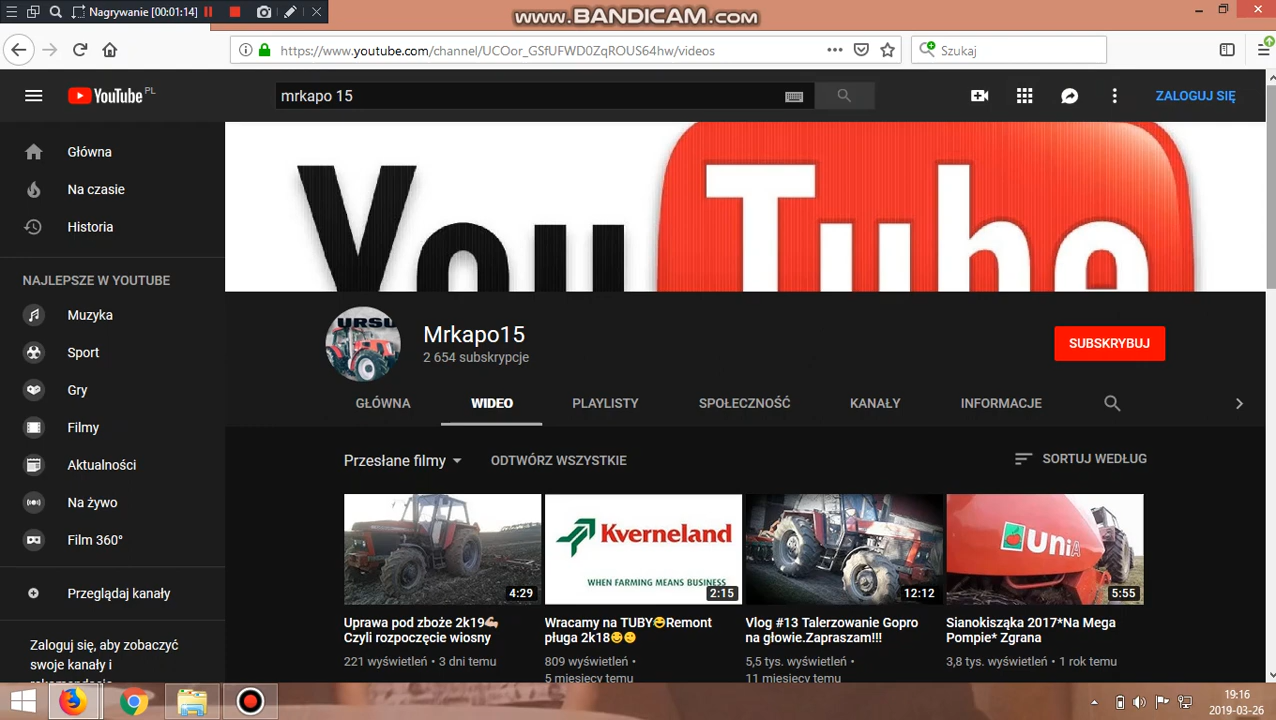 Nagrywanie [00:01:14]
www.BANDICAM.com
https://www.youtube.com/channel/UCOor_GSfUFWD0ZqROUS64hw/videos
Szukaj
YouTube PL
mrkapo 15
ZALOGUJ SIĘ
Główna
Na czasie
Historia
NAJLEPSZE W YOUTUBE
Muzyka
Sport
Gry
Filmy
Aktualności
Na żywo
Film 360°
Przeglądaj kanały
Zaloguj się, aby zobaczyć
swoje kanały i
rekomendacje
You Tube
URSU
Mrkapo15
2 654 subskrypcje
SUBSKRYBUJ
GŁÓWNA
WIDEO
PLAYLISTY
SPOŁECZNOŚĆ
KANAŁY
INFORMACJE
Przesłane filmy
ODTWÓRZ WSZYSTKIE
SORTUJ WEDŁUG
4:29
Uprawa pod zboże 2k19💪🏼
Czyli rozpoczęcie wiosny
221 wyświetleń • 3 dni temu
Kverneland
WHEN FARMING MEANS BUSINESS
2:15
Wracamy na TUBY😂Remont
pługa 2k18😀🙂
809 wyświetleń •
5 miesięcy temu
12:12
Vlog #13 Talerzowanie Gopro
na głowie.Zapraszam!!!
5,5 tys. wyświetleń •
11 miesięcy temu
UNIA
5:55
Sianokisząka 2017*Na Mega
Pompie* Zgrana
3,8 tys. wyświetleń • 1 rok temu
19:16
2019-03-26